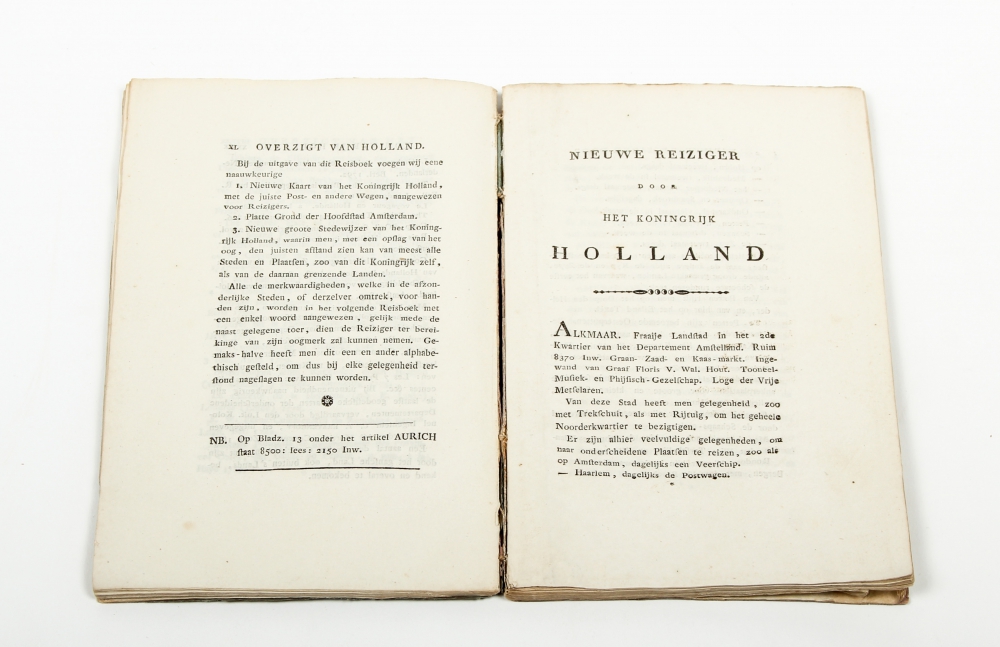 XL OVERZIGT VAN HOLLAND.
Bij de uitgave van dit Reisboek voegen wij eene
naauwkeurige
1. Nieuwe Kaart van het Koningrijk Holland,
met de juiste Post- en andere Wegen, aangewezen
voor Reizigers.
2. Platte Grond der Hoofdſtad Amſterdam.
3. Nieuwe groote Stedewijzer van het Koning-
rijk Holland, waarin men, met een opſlag van het
oog, den juisten afſtand zien kan van meest alle
Steden en Plaatſen, zoo van dit Koningrijk zelf,
als van de daaraan grenzende Landen.
Alle de merkwaardigheden, welke in de afzon-
derlijke Steden, of derzelver omtrek, voor han-
den zijn, worden in het volgende Reisboek met
een enkel woord aangewezen, gelijk mede de
naast gelegene toer, dien de Reiziger ter berei-
kinge van zijn oogmerk zal kunnen nemen. Ge-
maks-halve heeft men dit een en ander alphabe-
thisch geſteld, om dus bij elke gelegenheid ter-
ſtond nageſlagen te kunnen worden.
NB. Op Bladz. 13 onder het artikel AURICH
ſtaat 8500: lees: 2150 Inw.
NIEUWE REIZIGER
DOOR
HET KONINGRIJK
HOLLAND
ALKMAAR. Fraaije Landſtad in het 2de
Kwartier van het Departement Amſtelland. Ruim
8370 Inw. Graan- Zaad- en Kaas-markt. Inge-
wand van Graaf Floris V. Wal. Hout. Tooneel-
Muſiek- en Phijſiſch-Gezelſchap. Loge der Vrije
Metſelaren.
Van deze Stad heeft men gelegenheid, zoo
met Trekſchuit, als met Rijtuig, om het geheele
Noorderkwartier te bezigtigen.
Er zijn alhier veelvuldige gelegenheden, om
naar onderſcheidene Plaatſen te reizen, zoo als
op Amſterdam, dagelijks een Veerſchip.
— Haarlem, dagelijks de Postwagen.